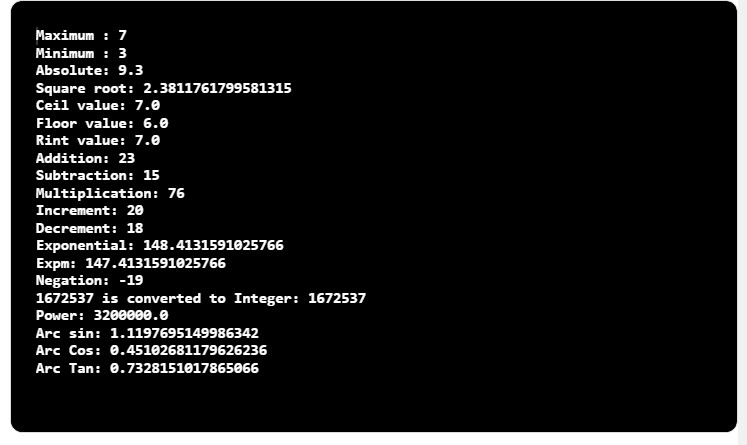 Maximum : 7
Minimum : 3
Absolute: 9.3
Square root: 2.3811761799581315
Ceil value: 7.0
Floor value: 6.0
Rint value: 7.0
Addition: 23
Subtraction: 15
Multiplication: 76
Increment: 20
Decrement: 18
Exponential: 148.4131591025766
Expm: 147.4131591025766
Negation: -19
1672537 is converted to Integer: 1672537
Power: 3200000.0
Arc sin: 1.1197695149986342
Arc Cos: 0.45102681179626236
Arc Tan: 0.7328151017865066